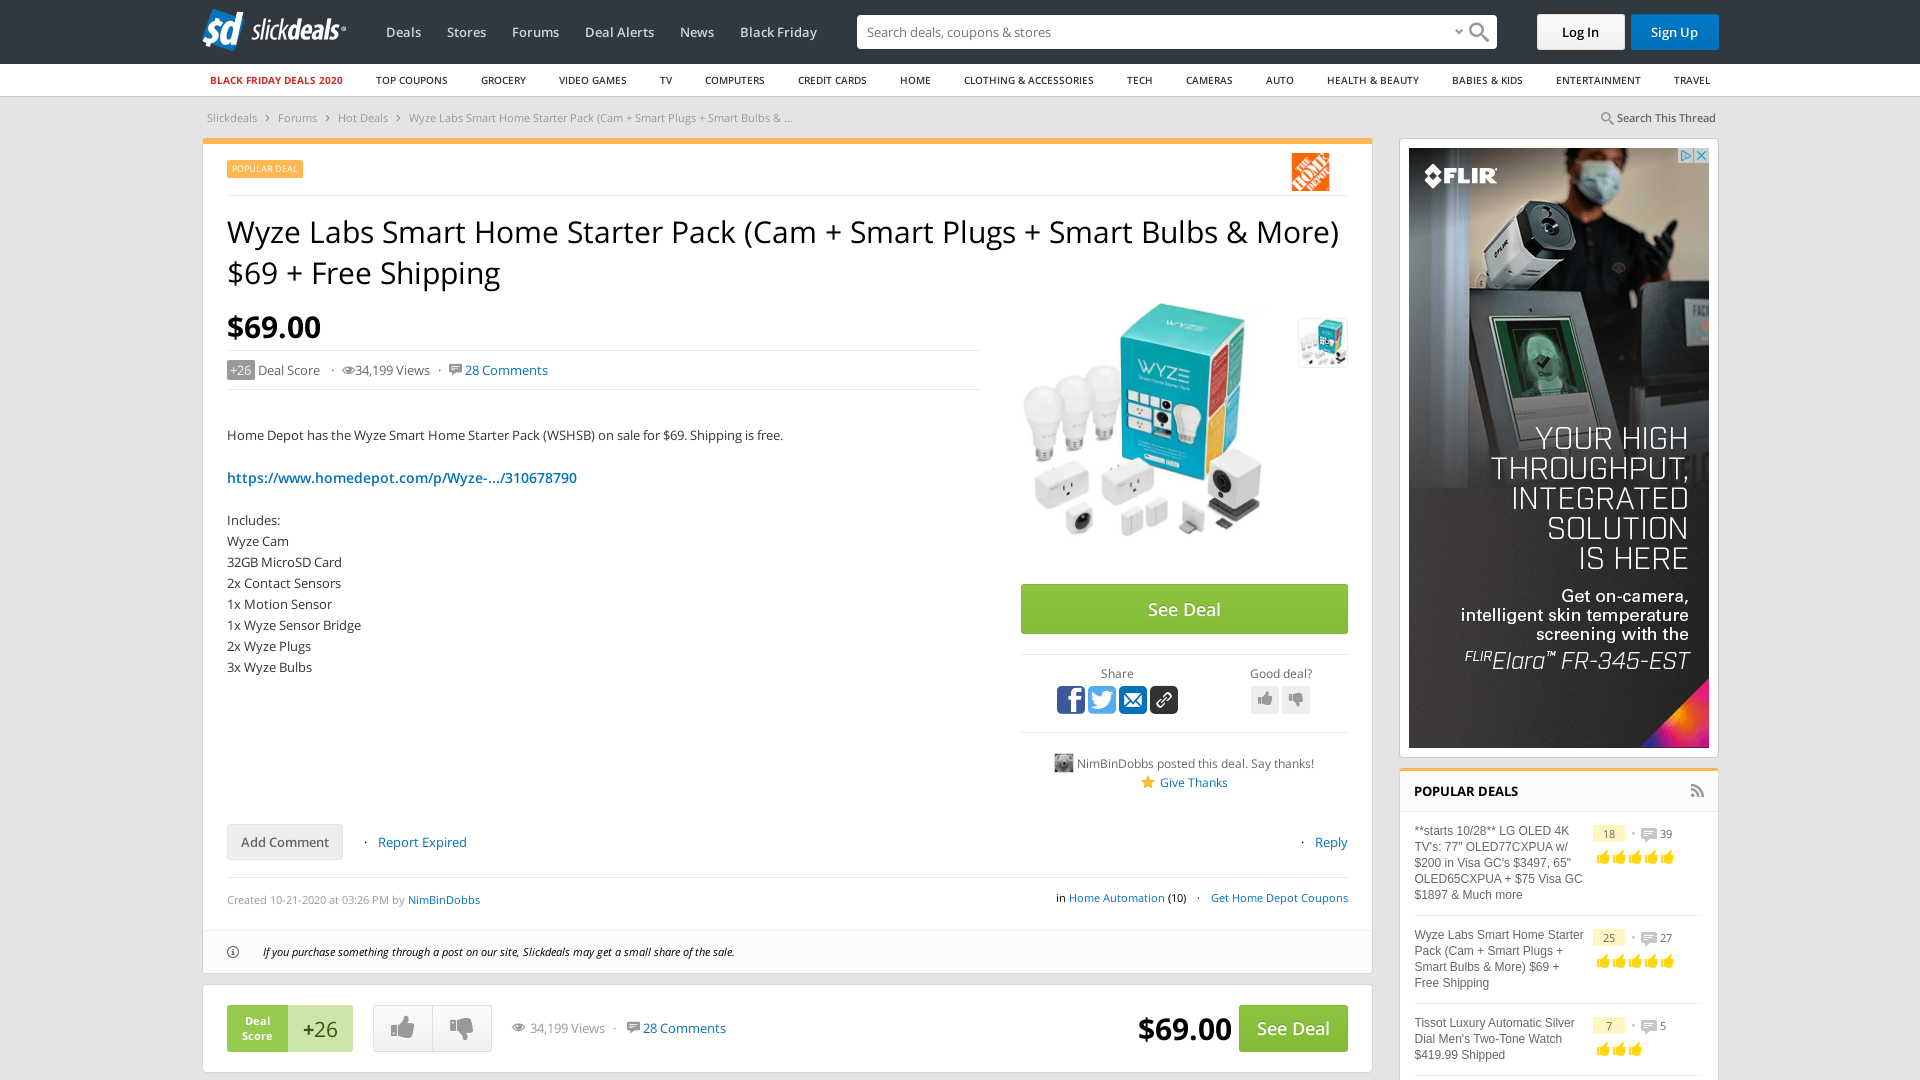 slickdeals
Deals
Stores
Forums
Deal Alerts
News
Black Friday
Search deals, coupons & stores
Log In
Sign Up
BLACK FRIDAY DEALS 2020
TOP COUPONS
GROCERY
VIDEO GAMES
TV
COMPUTERS
CREDIT CARDS
HOME
CLOTHING & ACCESSORIES
TECH
CAMERAS
AUTO
HEALTH & BEAUTY
BABIES & KIDS
ENTERTAINMENT
TRAVEL
Slickdeals > Forums > Hot Deals > Wyze Labs Smart Home Starter Pack (Cam + Smart Plugs + Smart Bulbs & ...
Search This Thread
POPULAR DEAL
THE HOME DEPOT
Wyze Labs Smart Home Starter Pack (Cam + Smart Plugs + Smart Bulbs & More)
$69 + Free Shipping
$69.00
+26 Deal Score · 34,199 Views · 28 Comments
Home Depot has the Wyze Smart Home Starter Pack (WSHSB) on sale for $69. Shipping is free.
https://www.homedepot.com/p/Wyze-.../310678790
Includes:
Wyze Cam
32GB MicroSD Card
2x Contact Sensors
1x Motion Sensor
1x Wyze Sensor Bridge
2x Wyze Plugs
3x Wyze Bulbs
WYZE
WYZE
See Deal
Share
Good deal?
NimBinDobbs posted this deal. Say thanks!
Give Thanks
Add Comment · Report Expired
· Reply
Created 10-21-2020 at 03:26 PM by NimBinDobbs
in Home Automation (10) · Get Home Depot Coupons
If you purchase something through a post on our site, Slickdeals may get a small share of the sale.
Deal
Score
+26
34,199 Views · 28 Comments
$69.00
See Deal
FLIR
FLIR
YOUR HIGH
THROUGHPUT,
INTEGRATED
SOLUTION
IS HERE
Get on-camera,
intelligent skin temperature
screening with the
FLIR Elara™ FR-345-EST
POPULAR DEALS
**starts 10/28** LG OLED 4K
TV's: 77" OLED77CXPUA w/
$200 in Visa GC's $3497, 65"
OLED65CXPUA + $75 Visa GC
$1897 & Much more
18 • 39
Wyze Labs Smart Home Starter
Pack (Cam + Smart Plugs +
Smart Bulbs & More) $69 +
Free Shipping
25 • 27
Tissot Luxury Automatic Silver
Dial Men's Two-Tone Watch
$419.99 Shipped
7 • 5